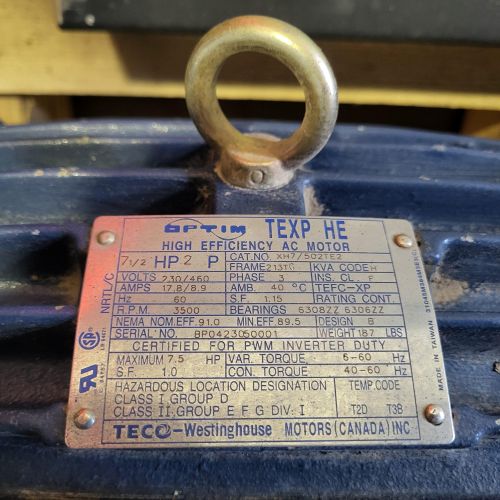 OPTIM TEXP HE
HIGH EFFICIENCY AC MOTOR
7 1/2 HP 2 P CAT.NO. XH7/502TE2
FRAME 213TC KVA CODE H
VOLTS 230/460 PHASE 3 INS. CL. F
AMPS 17.8/8.9 AMB. 40 °C TEFC-XP
Hz 60 S.F. 1.15 RATING CONT.
R.P.M. 3500 BEARINGS 6308ZZ 6306ZZ
NEMA NOM.EFF. 91.0 MIN.EFF. 89.5 DESIGN B
SERIAL NO. BP0423050001 WEIGHT 187 LBS
CERTIFIED FOR PWM INVERTER DUTY
MAXIMUM 7.5 HP VAR. TORQUE 6-60 Hz
S.F. 1.0 CON. TORQUE 40-60 Hz
HAZARDOUS LOCATION DESIGNATION TEMP.CODE
CLASS I,GROUP D
CLASS II,GROUP E F G DIV. I T2D T3B
TECO-Westinghouse MOTORS (CANADA) INC
NRTL/C
MADE IN TAIWAN